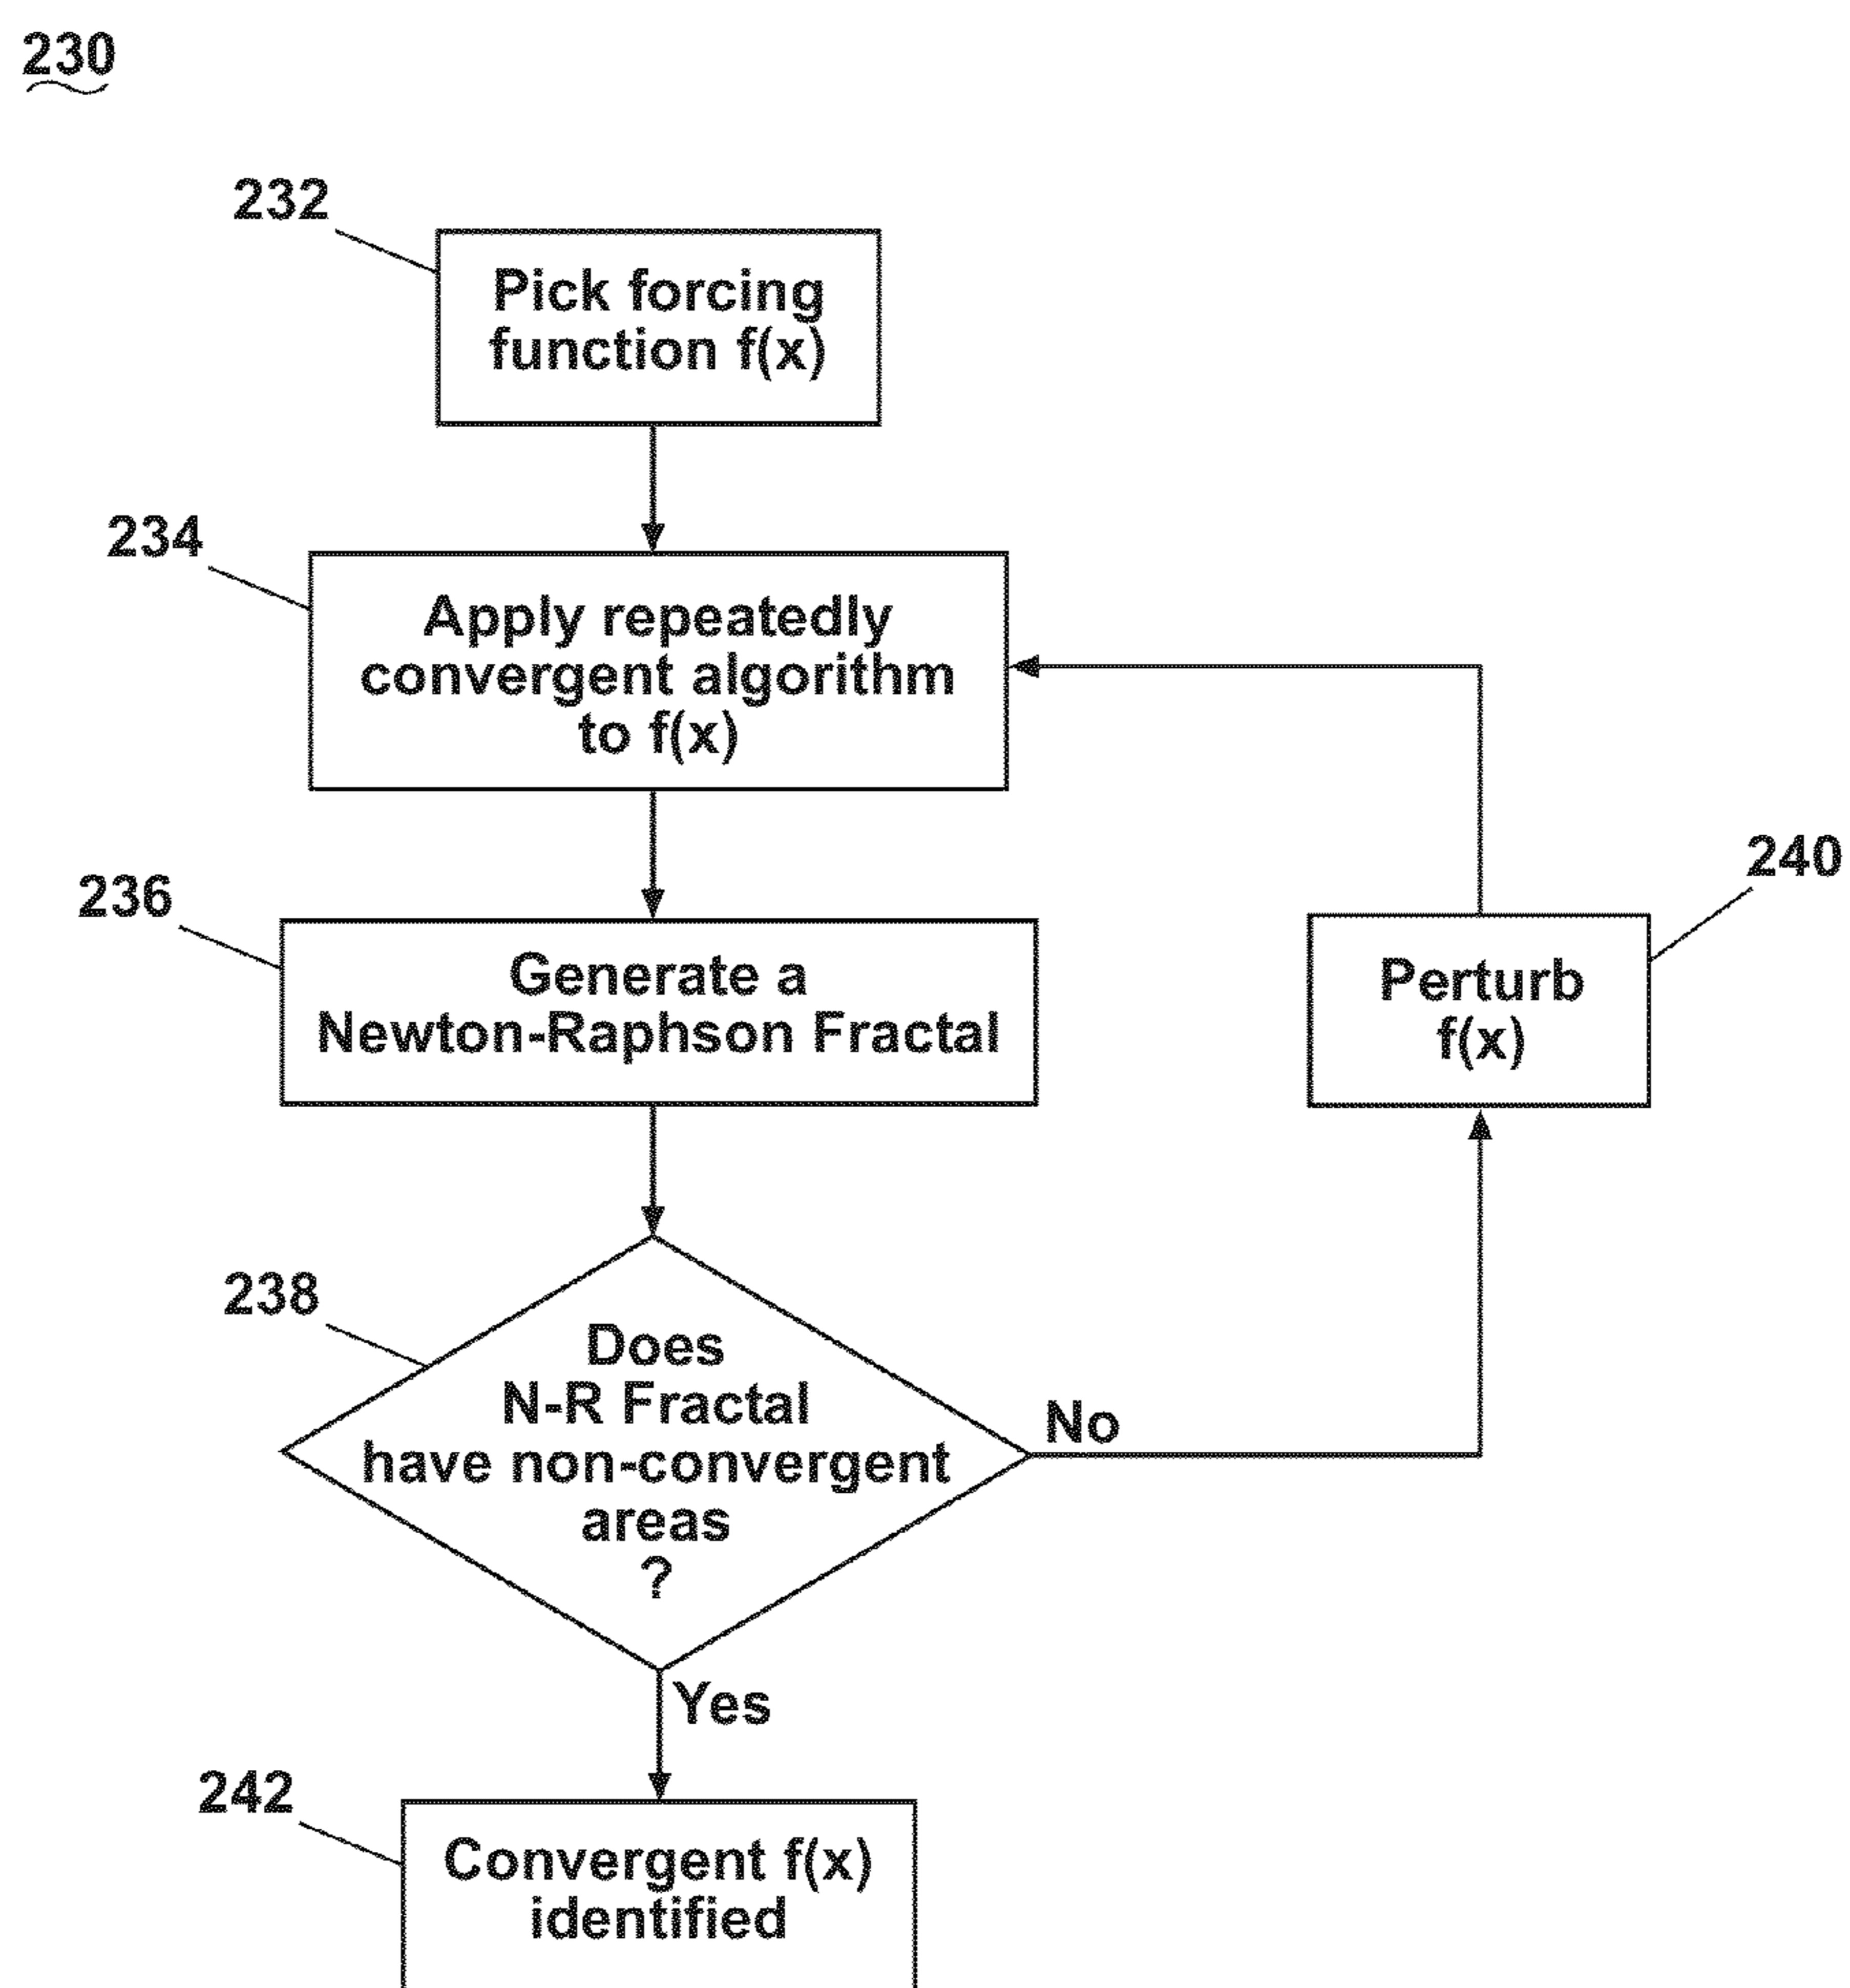 230
232
Pick forcing
function f(x)
234
Apply repeatedly
convergent algorithm
to f(x)
236
Generate a
Newton-Raphson Fractal
240
Perturb
f(x)
238
Does
N-R Fractal
have non-convergent
areas
?
No
Yes
242
Convergent f(x)
identified